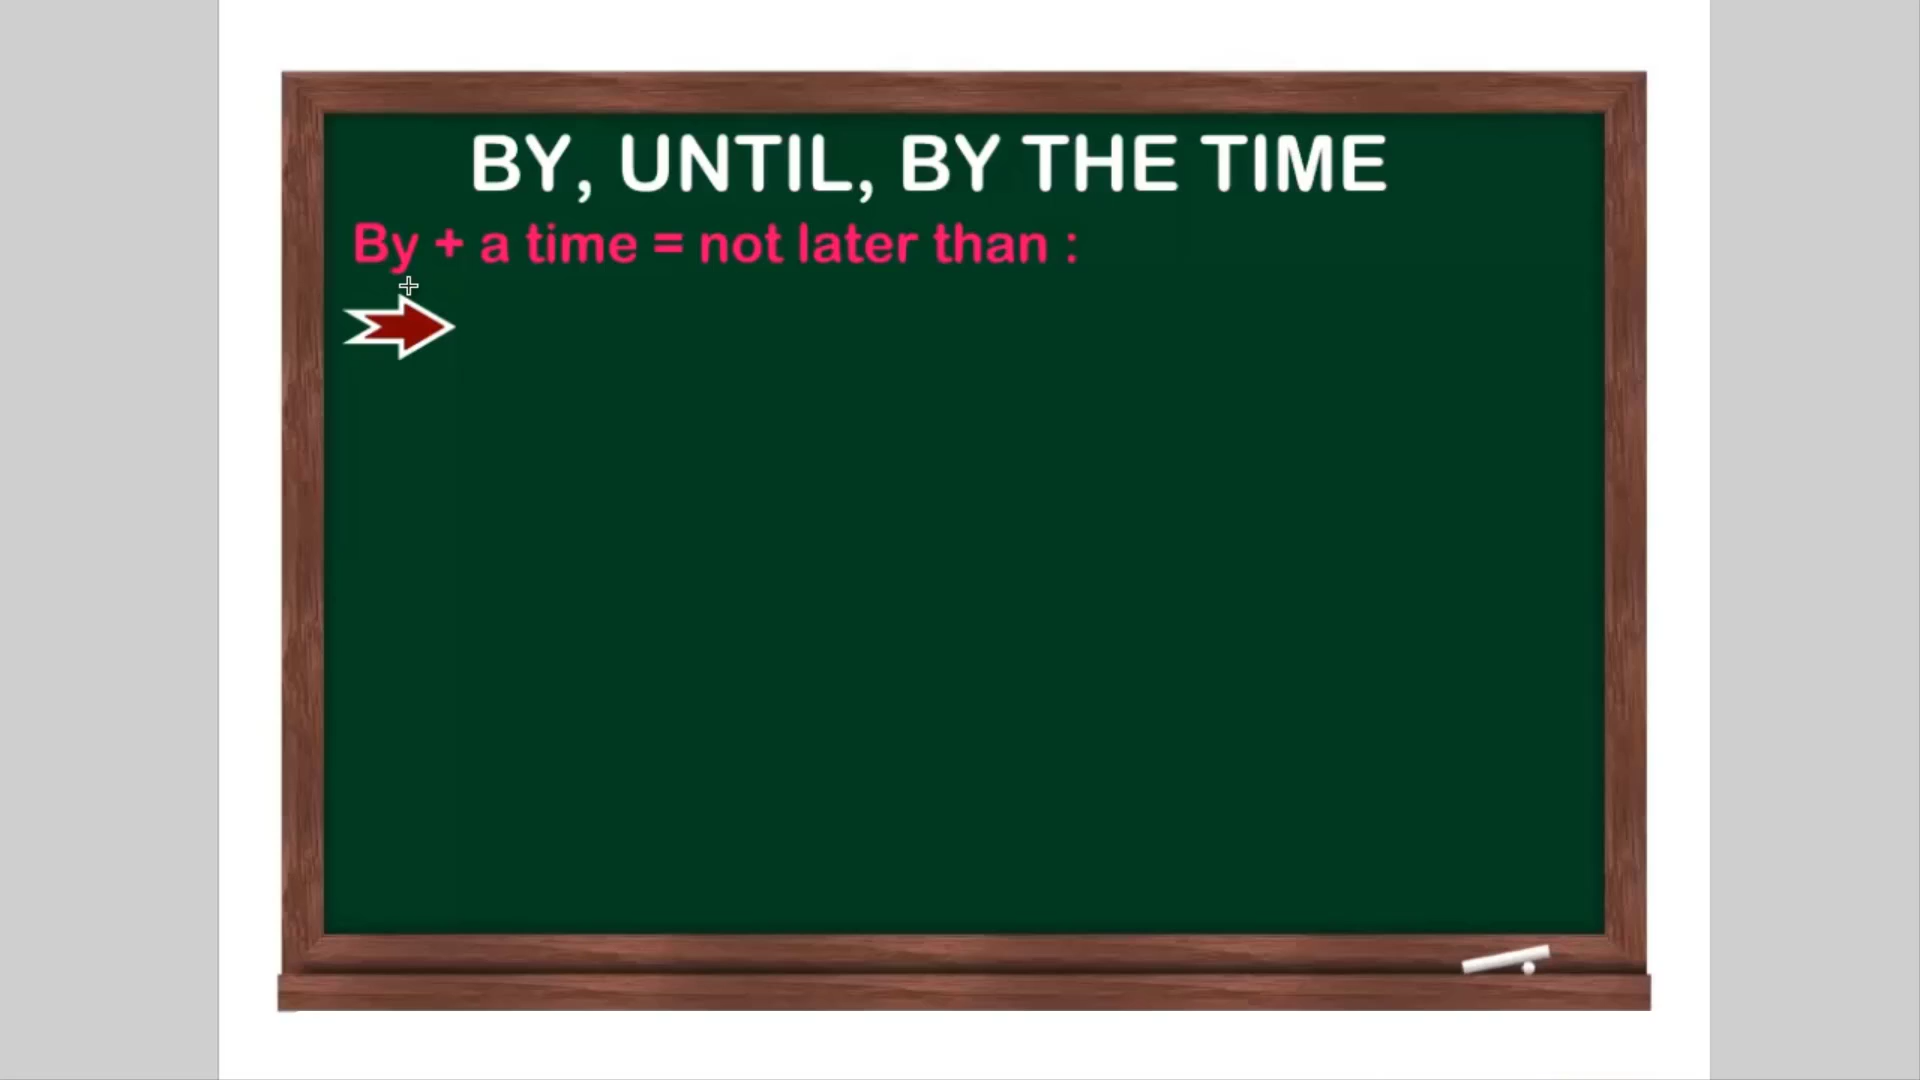 BY, UNTIL, BY THE TIME
By + a time = not later than :